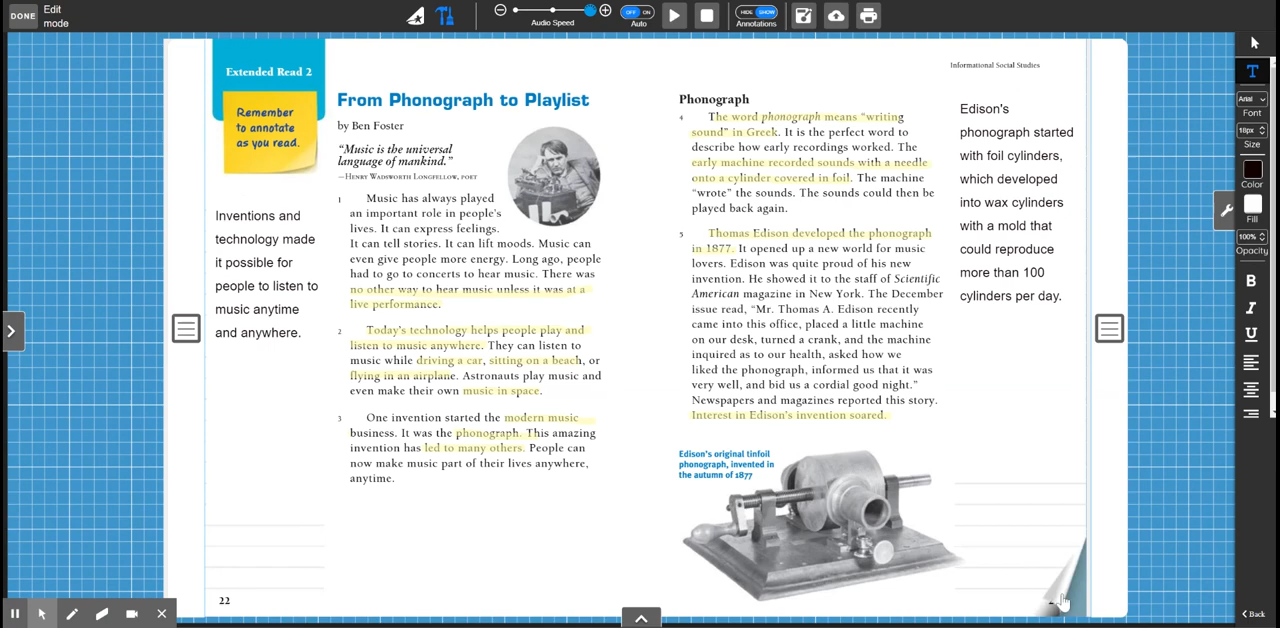 DONE
Edit
mode
Audio Speed
OFF ON
Auto
HIDE SHOW
Annotations
Extended Read 2
Remember
to annotate
as you read.
Inventions and
technology made
it possible for
people to listen to
music anytime
and anywhere.
From Phonograph to Playlist
by Ben Foster
“Music is the universal
language of mankind.”
—Henry Wadsworth Longfellow, poet
1 Music has always played
an important role in people's
lives. It can express feelings.
It can tell stories. It can lift moods. Music can
even give people more energy. Long ago, people
had to go to concerts to hear music. There was
no other way to hear music unless it was at a
live performance.
2 Today's technology helps people play and
listen to music anywhere. They can listen to
music while driving a car, sitting on a beach, or
flying in an airplane. Astronauts play music and
even make their own music in space.
3 One invention started the modern music
business. It was the phonograph. This amazing
invention has led to many others. People can
now make music part of their lives anywhere,
anytime.
22
Informational Social Studies
Phonograph
4 The word phonograph means “writing
sound” in Greek. It is the perfect word to
describe how early recordings worked. The
early machine recorded sounds with a needle
onto a cylinder covered in foil. The machine
“wrote” the sounds. The sounds could then be
played back again.
5 Thomas Edison developed the phonograph
in 1877. It opened up a new world for music
lovers. Edison was quite proud of his new
invention. He showed it to the staff of Scientific
American magazine in New York. The December
issue read, “Mr. Thomas A. Edison recently
came into this office, placed a little machine
on our desk, turned a crank, and the machine
inquired as to our health, asked how we
liked the phonograph, informed us that it was
very well, and bid us a cordial good night.”
Newspapers and magazines reported this story.
Interest in Edison's invention soared.
Edison's original tinfoil
phonograph, invented in
the autumn of 1877
Edison's
phonograph started
with foil cylinders,
which developed
into wax cylinders
with a mold that
could reproduce
more than 100
cylinders per day.
T
Arial
Font
18px
Size
Color
Fill
100%
Opacity
B
I
U
Back